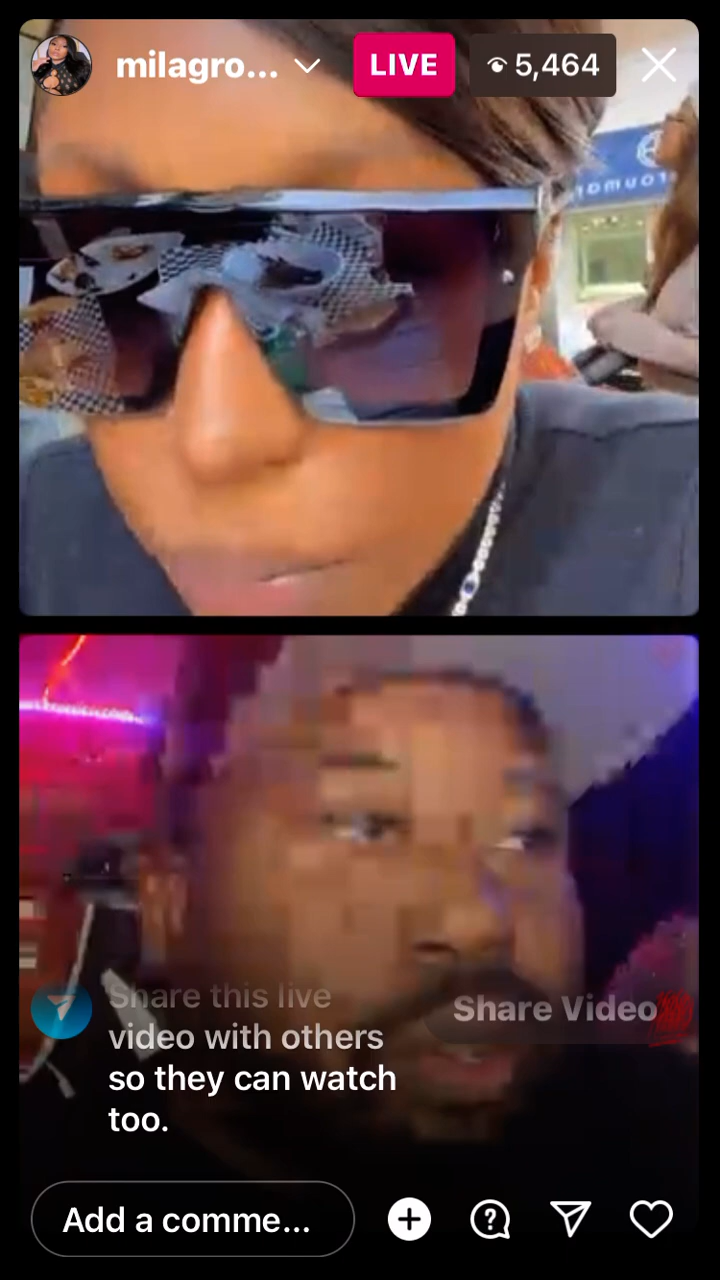 milagro...
LIVE
5,464
Share this live
video with others
so they can watch
too.
Share Video
Add a comme...